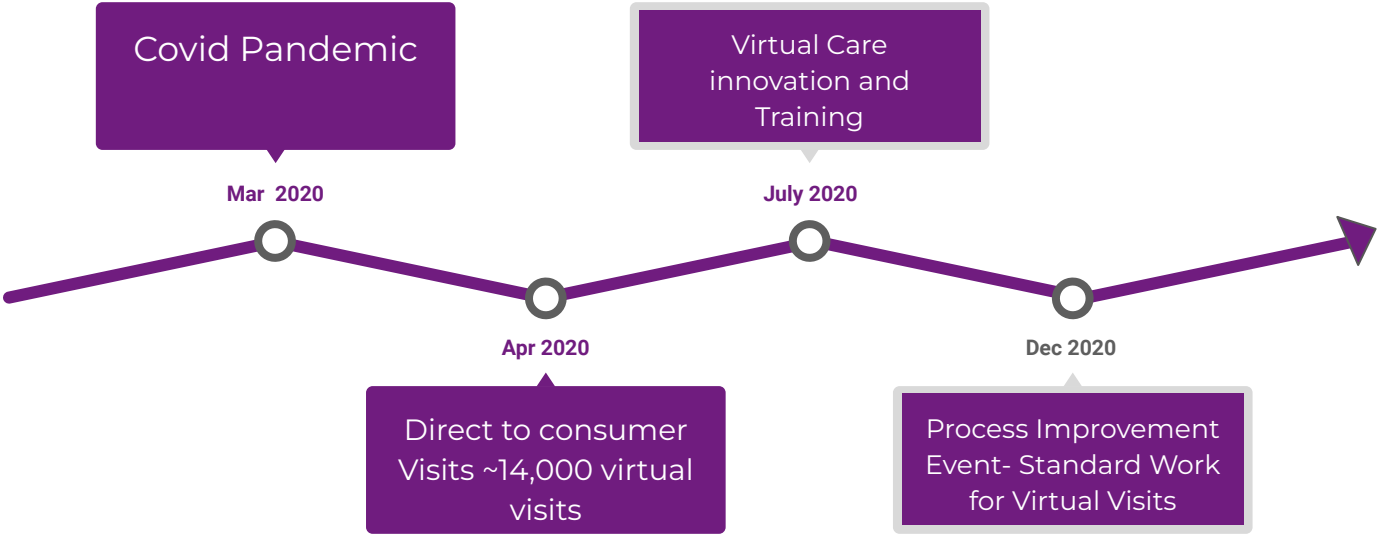 Covid Pandemic
Mar 2020
Direct to consumer
Visits ~14,000 virtual
visits
Apr 2020
Virtual Care
innovation and
Training
July 2020
Dec 2020
Process Improvement
Event- Standard Work
for Virtual Visits